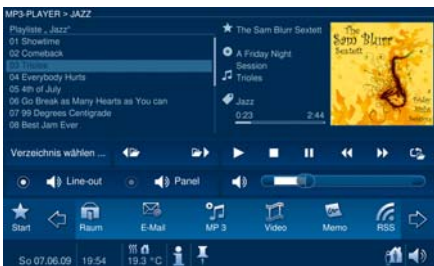 MP3-PLAYER > JAZZ
Playliste „ Jazz"
01 Showtime
02 Comeback
03 Trioles
04 Everybody Hurts
05 4th of July
06 Go Break as Many Hearts as You can
07 99 Degrees Centigrade
08 Best Jam Ever
The Sam Blurr Sextett
A Friday Night
Session
Trioles
Jazz
0:23 2:44
The
Sam Blurr
Sextett
Friday
Session
Verzeichnis wählen ...
Line-out Panel
Start Raum E-Mail MP 3 Video Memo RSS
So 07.06.09 19:54 19.3 °C